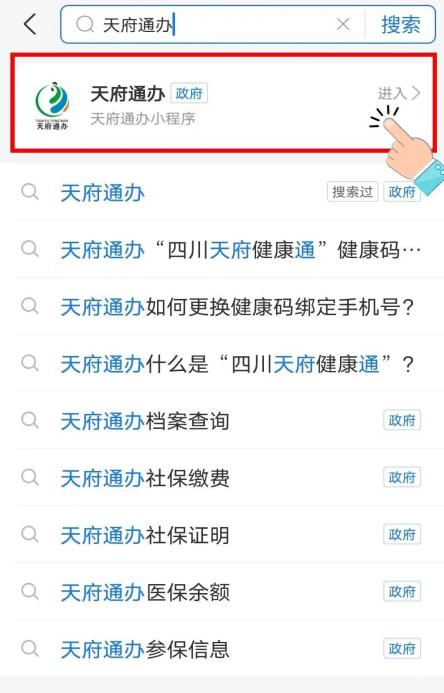 天府通办 搜索
天府通办 政府 进入
天府通办小程序
天府通办
天府通办 搜索过 政府
天府通办“四川天府健康通”健康码…
天府通办如何更换健康码绑定手机号？
天府通办什么是“四川天府健康通”？
天府通办档案查询 政府
天府通办社保缴费 政府
天府通办社保证明 政府
天府通办医保余额 政府
天府通办参保信息 政府